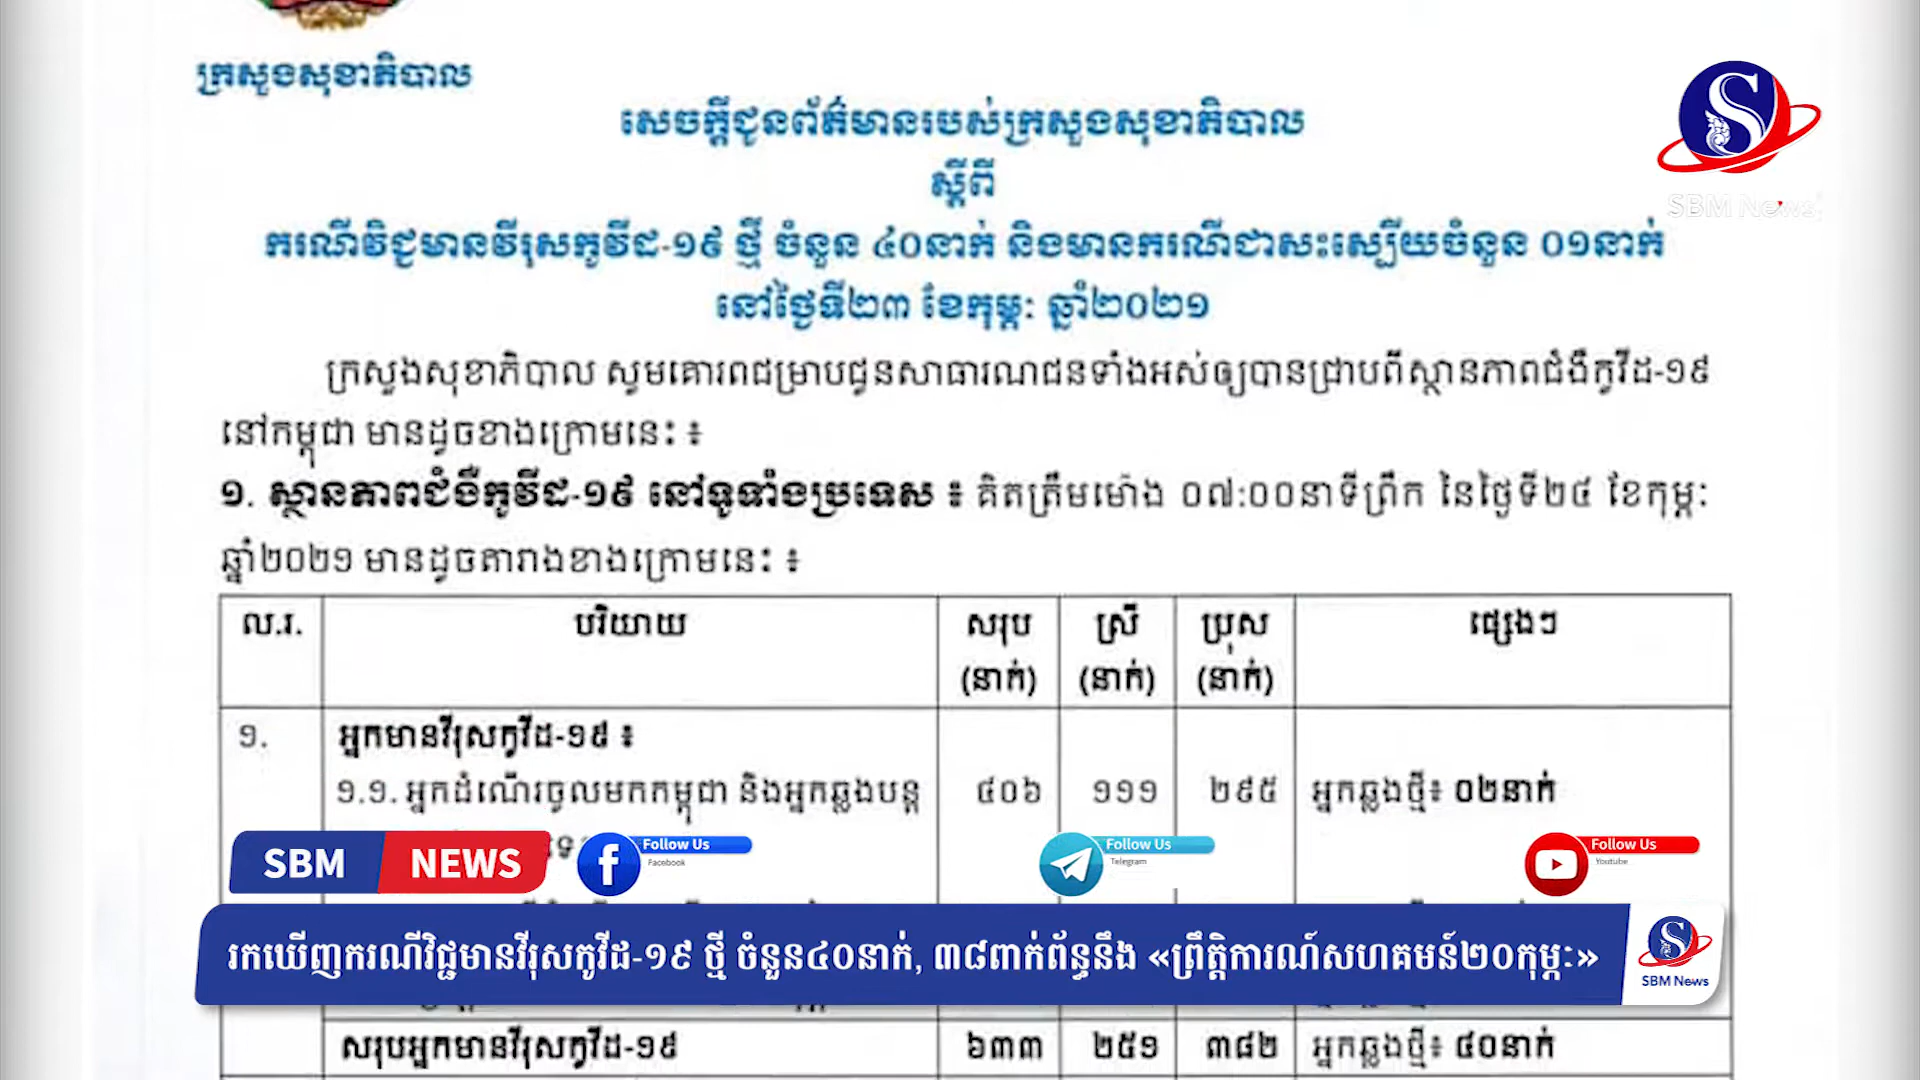 ក្រសួងសុខាភិបាល
សេចក្តីជូនព័ត៌មានរបស់ក្រសួងសុខាភិបាល
ស្តីពី
ករណីវិជ្ជមានវីរុសកូវីដ-១៩ ថ្មី ចំនួន ៤០នាក់ និងមានករណីជាសះស្បើយចំនួន ០១នាក់
នៅថ្ងៃទី២៣ ខែកុម្ភៈ ឆ្នាំ២០២១
SBM News
ក្រសួងសុខាភិបាល សូមគោរពជម្រាបជូនសាធារណជនទាំងអស់ឲ្យបានជ្រាបពីស្ថានភាពជំងឺកូវីដ-១៩
នៅកម្ពុជា មានដូចខាងក្រោមនេះ ៖
១. ស្ថានភាពជំងឺកូវីដ-១៩ នៅទូទាំងប្រទេស ៖ គិតត្រឹមម៉ោង ០៧:០០នាទីព្រឹក នៃថ្ងៃទី២៤ ខែកុម្ភៈ
ឆ្នាំ២០២១ មានដូចតារាងខាងក្រោមនេះ ៖
ល.រ. បរិយាយ សរុប (នាក់) ស្រី (នាក់) ប្រុស (នាក់) ផ្សេងៗ
១. អ្នកមានវីរុសកូវីដ-១៩ ៖
១.១. អ្នកដំណើរចូលមកកម្ពុជា និងអ្នកឆ្លងបន្ត ៤០៦ ១១១ ២៩៥ អ្នកឆ្លងថ្មី៖ ០២នាក់
SBM NEWS
Follow Us
Facebook
Follow Us
Telegram
Follow Us
Youtube
រកឃើញករណីវិជ្ជមានវីរុសកូវីដ-១៩ ថ្មី ចំនួន៤០នាក់, ៣៨ពាក់ព័ន្ធនឹង «ព្រឹត្តិការណ៍សហគមន៍២០កុម្ភៈ»
SBM News
សរុបអ្នកមានវីរុសកូវីដ-១៩ ៦៣៣ ២៥១ ៣៨២ អ្នកឆ្លងថ្មី៖ ៤០នាក់